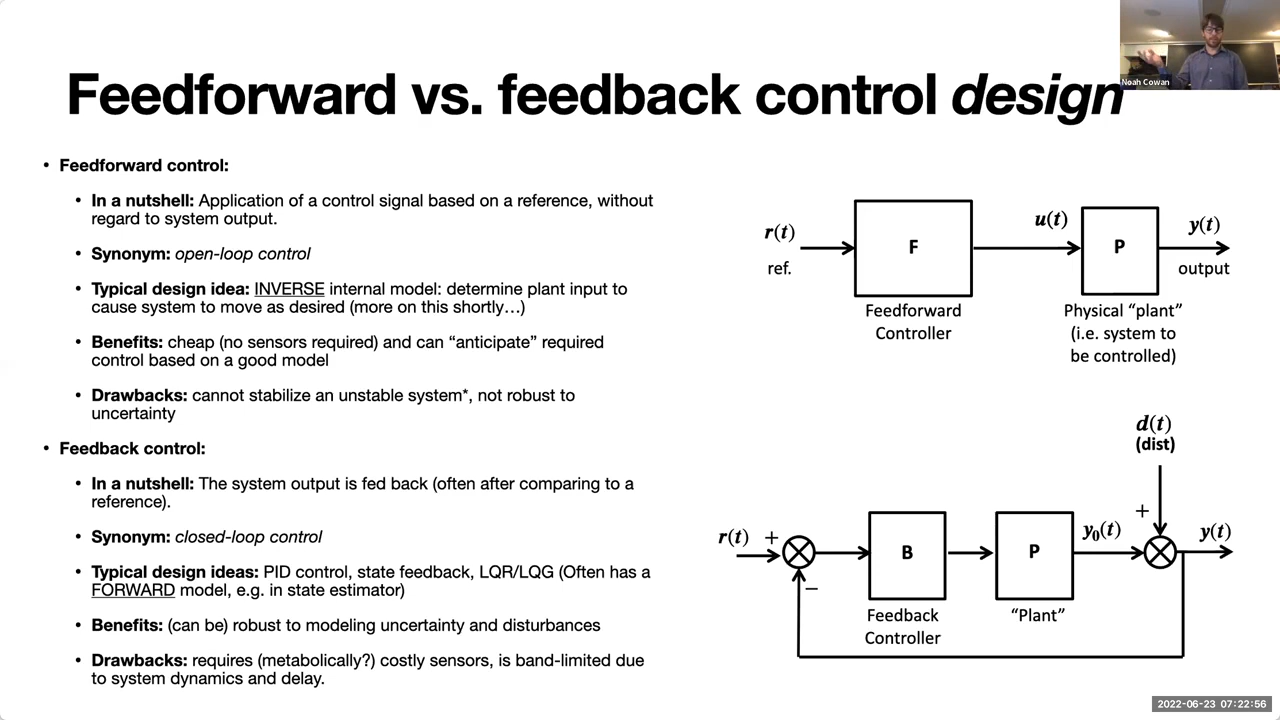 Noah Cowan
Feedforward vs. feedback control design
• Feedforward control:
• In a nutshell: Application of a control signal based on a reference, without
regard to system output.
• Synonym: open-loop control
• Typical design idea: INVERSE internal model: determine plant input to
cause system to move as desired (more on this shortly…)
• Benefits: cheap (no sensors required) and can “anticipate” required
control based on a good model
• Drawbacks: cannot stabilize an unstable system*, not robust to
uncertainty
• Feedback control:
• In a nutshell: The system output is fed back (often after comparing to a
reference).
• Synonym: closed-loop control
• Typical design ideas: PID control, state feedback, LQR/LQG (Often has a
FORWARD model, e.g. in state estimator)
• Benefits: (can be) robust to modeling uncertainty and disturbances
• Drawbacks: requires (metabolically?) costly sensors, is band-limited due
to system dynamics and delay.
r(t)
ref.
F
Feedforward
Controller
u(t)
P
Physical “plant”
(i.e. system to
be controlled)
y(t)
output
d(t)
(dist)
+
r(t) +
−
B
Feedback
Controller
P
“Plant”
y₀(t)
y(t)
2022-06-23 07:22:56